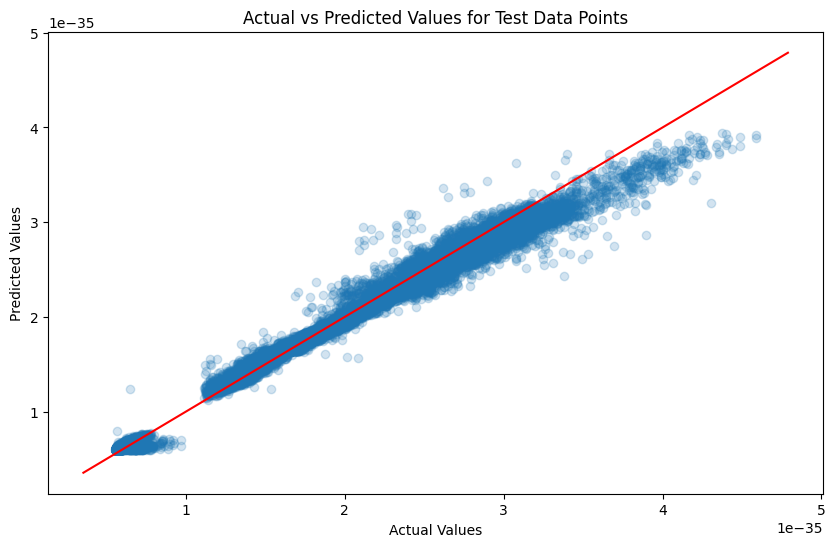 Actual vs Predicted Values for Test Data Points
1e−35
5
4
3
2
1
Predicted Values
1 2 3 4 5
1e−35
Actual Values